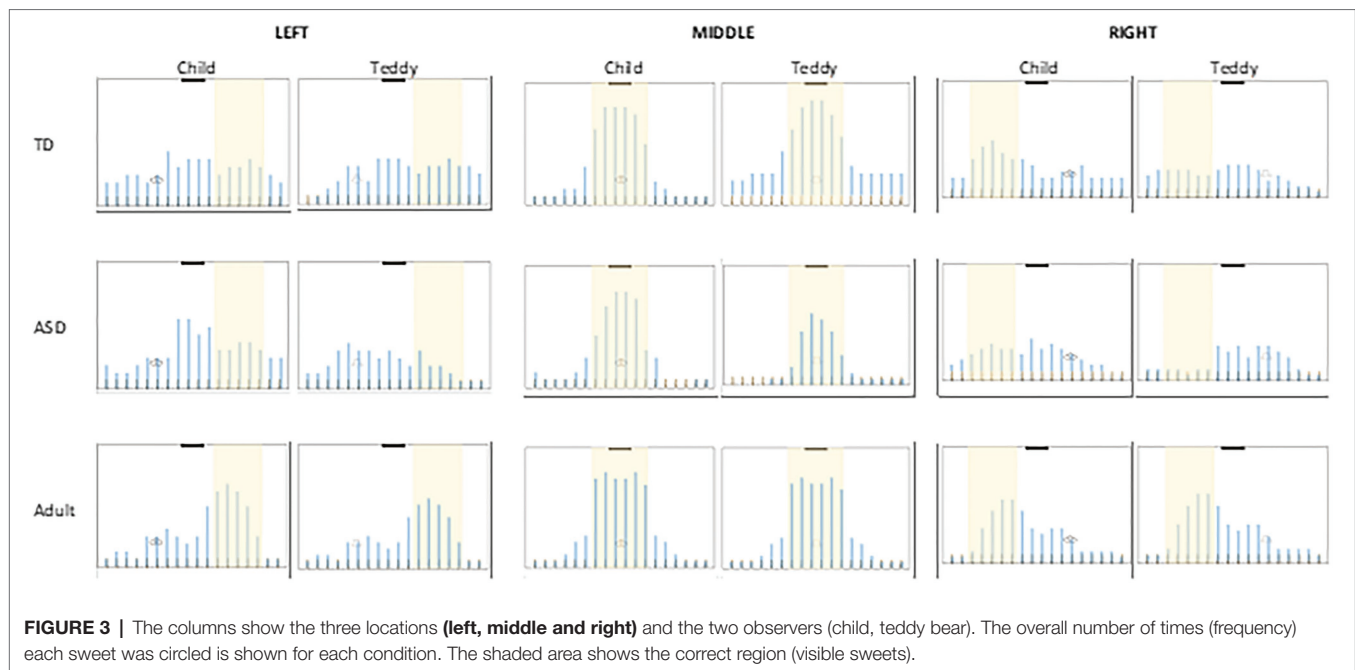 LEFT MIDDLE RIGHT
Child Teddy Child Teddy Child Teddy
TD
ASD
Adult
FIGURE 3 | The columns show the three locations (left, middle and right) and the two observers (child, teddy bear). The overall number of times (frequency)
each sweet was circled is shown for each condition. The shaded area shows the correct region (visible sweets).